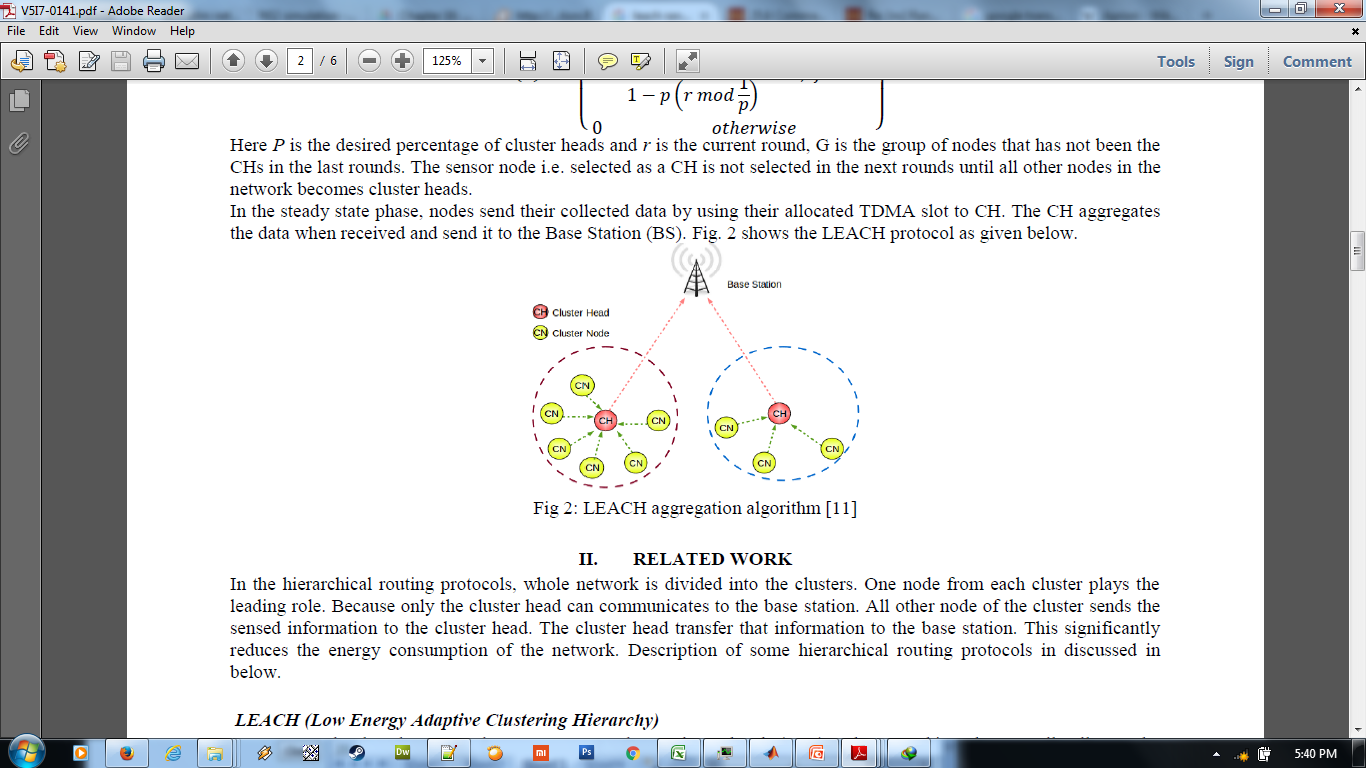 V5I7-0141.pdf - Adobe Reader
File Edit View Window Help
2 / 6 125% Tools Sign Comment
1 − p (r mod 1/p)
0 otherwise
Here P is the desired percentage of cluster heads and r is the current round, G is the group of nodes that has not been the
CHs in the last rounds. The sensor node i.e. selected as a CH is not selected in the next rounds until all other nodes in the
network becomes cluster heads.
In the steady state phase, nodes send their collected data by using their allocated TDMA slot to CH. The CH aggregates
the data when received and send it to the Base Station (BS). Fig. 2 shows the LEACH protocol as given below.
Base Station
CH Cluster Head
CN Cluster Node
CN
CN
CH
CN
CN
CN
CN
CH
CN
CN
CN
Fig 2: LEACH aggregation algorithm [11]
II. RELATED WORK
In the hierarchical routing protocols, whole network is divided into the clusters. One node from each cluster plays the
leading role. Because only the cluster head can communicates to the base station. All other node of the cluster sends the
sensed information to the cluster head. The cluster head transfer that information to the base station. This significantly
reduces the energy consumption of the network. Description of some hierarchical routing protocols in discussed in
below.
LEACH (Low Energy Adaptive Clustering Hierarchy)
Dw mi Ps
5:40 PM